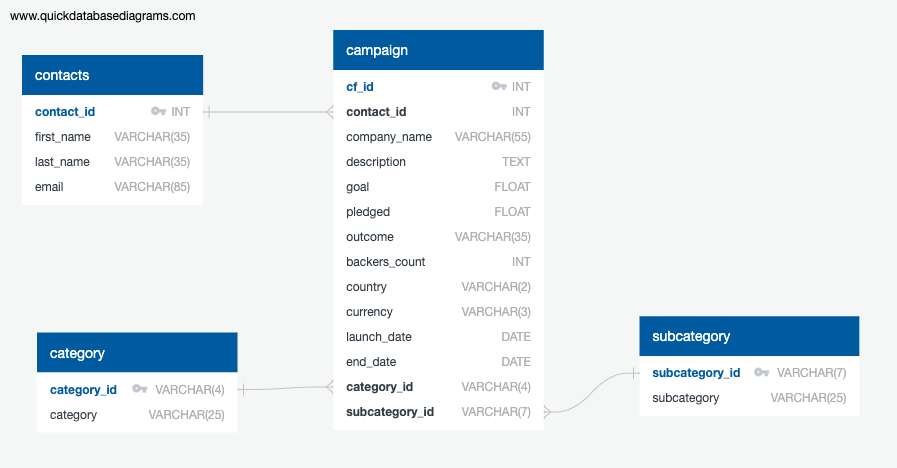 www.quickdatabasediagrams.com
contacts
contact_id INT
first_name VARCHAR(35)
last_name VARCHAR(35)
email VARCHAR(85)
campaign
cf_id INT
contact_id INT
company_name VARCHAR(55)
description TEXT
goal FLOAT
pledged FLOAT
outcome VARCHAR(35)
backers_count INT
country VARCHAR(2)
currency VARCHAR(3)
launch_date DATE
end_date DATE
category_id VARCHAR(4)
subcategory_id VARCHAR(7)
category
category_id VARCHAR(4)
category VARCHAR(25)
subcategory
subcategory_id VARCHAR(7)
subcategory VARCHAR(25)